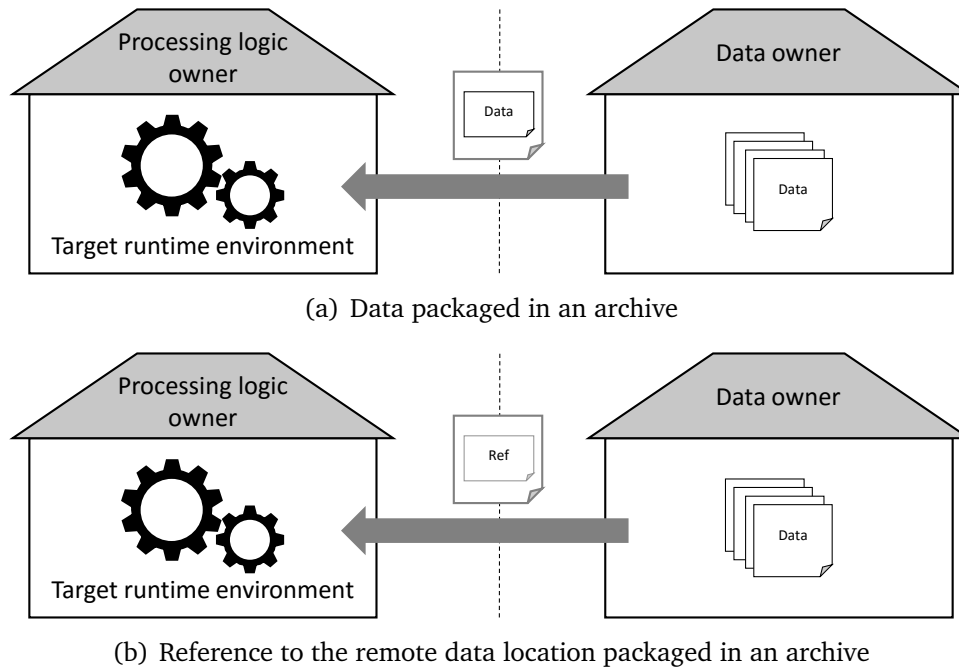 Processing logic
owner
Data owner
Data
Data
Target runtime environment
(a) Data packaged in an archive
Processing logic
owner
Data owner
Ref
Data
Target runtime environment
(b) Reference to the remote data location packaged in an archive